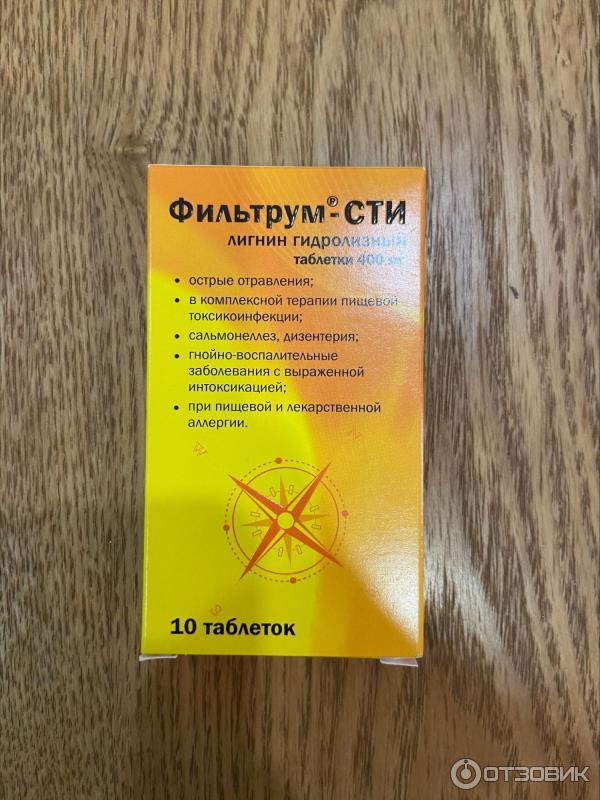 Фильтрум®-СТИ
лигнин гидролизный
таблетки 400 мг
• острые отравления;
• в комплексной терапии пищевой
токсикоинфекции;
• сальмонеллез, дизентерия;
• гнойно-воспалительные
заболевания с выраженной
интоксикацией;
• при пищевой и лекарственной
аллергии.
W
N
S
10 таблеток
ОТЗОВИК